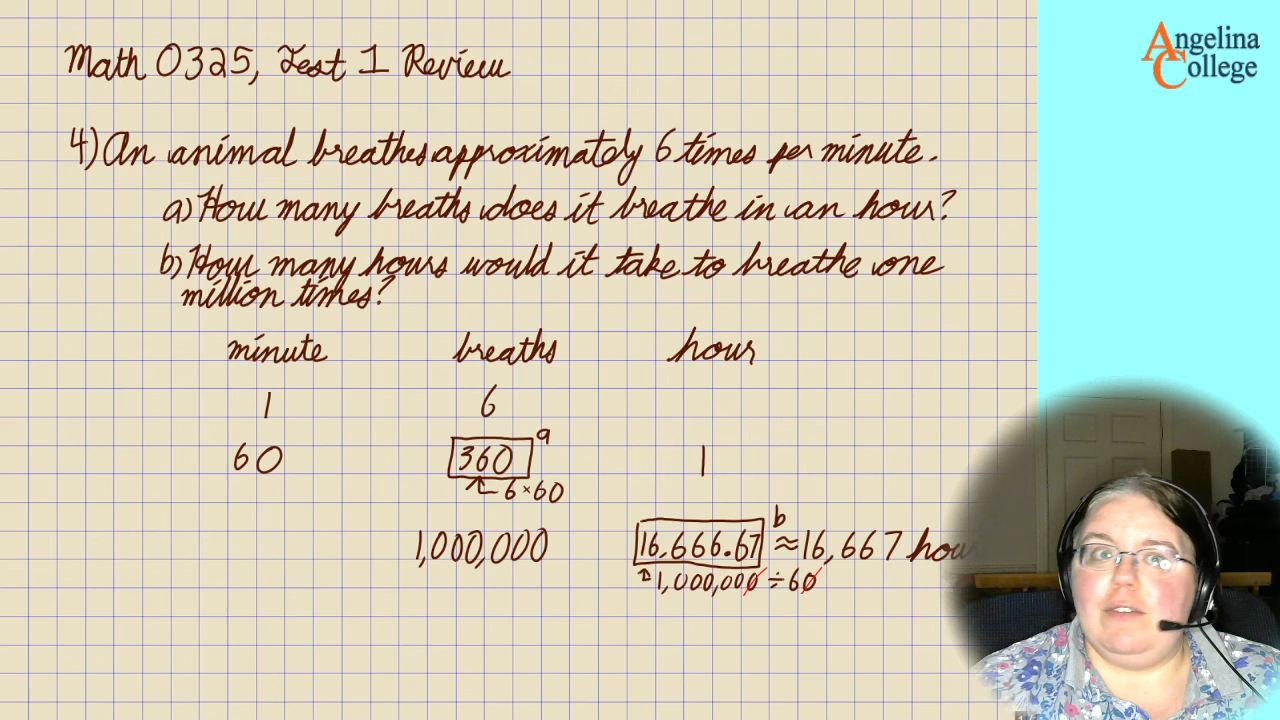 Math 0325, Test 1 Review
Angelina
College
4) An animal breathes approximately 6 times per minute.
a) How many breaths does it breathe in an hour?
b) How many hours would it take to breathe one
million times?
minute breaths hour
1 6
60 360 a 1
6×60
1,000,000 16,666.67 b ≈16,667 hou
1,000,000 ÷ 60